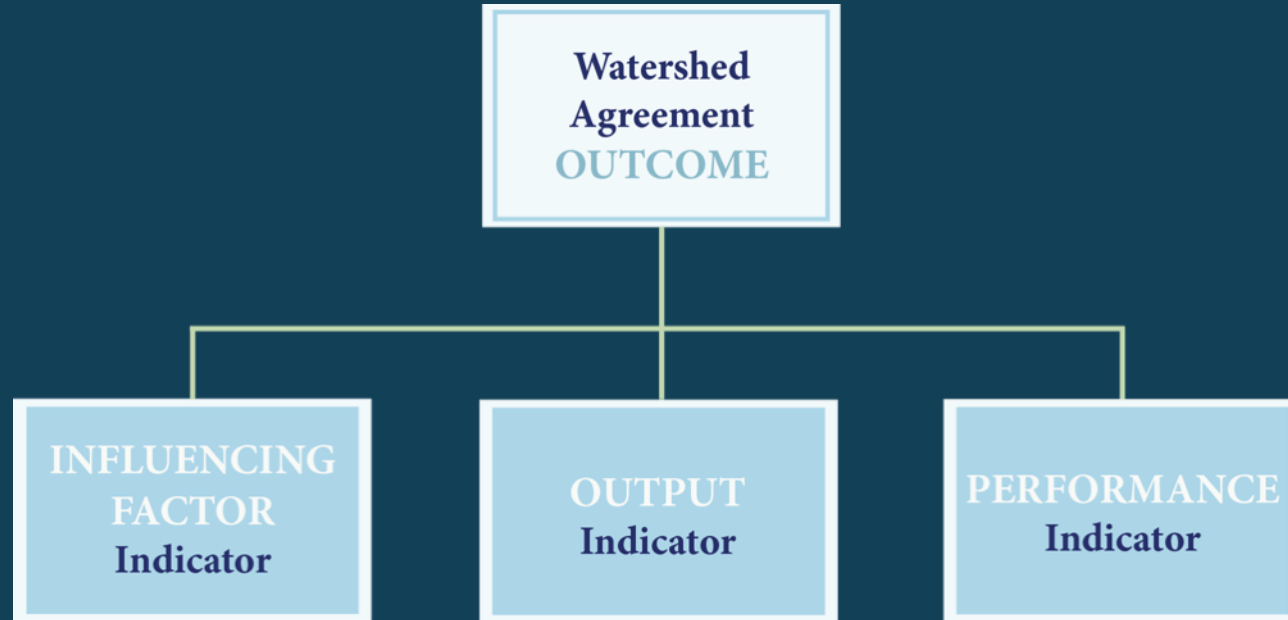 Watershed
Agreement
OUTCOME
INFLUENCING
FACTOR
Indicator
OUTPUT
Indicator
PERFORMANCE
Indicator